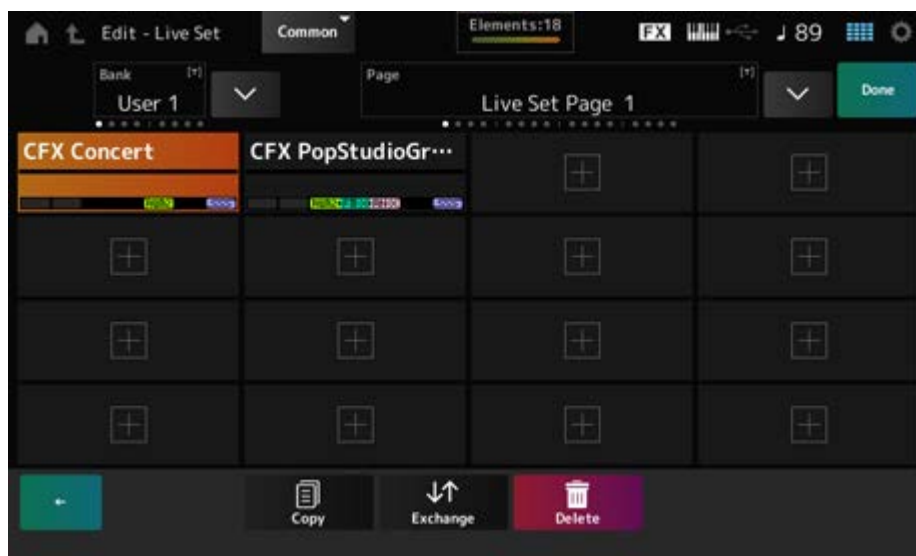 Edit - Live Set
Common
Elements:18
FX
♩ 89
Bank
[T]
User 1
Page
[T]
Live Set Page 1
Done
CFX Concert
CFX PopStudioGr⋯
Copy
Exchange
Delete